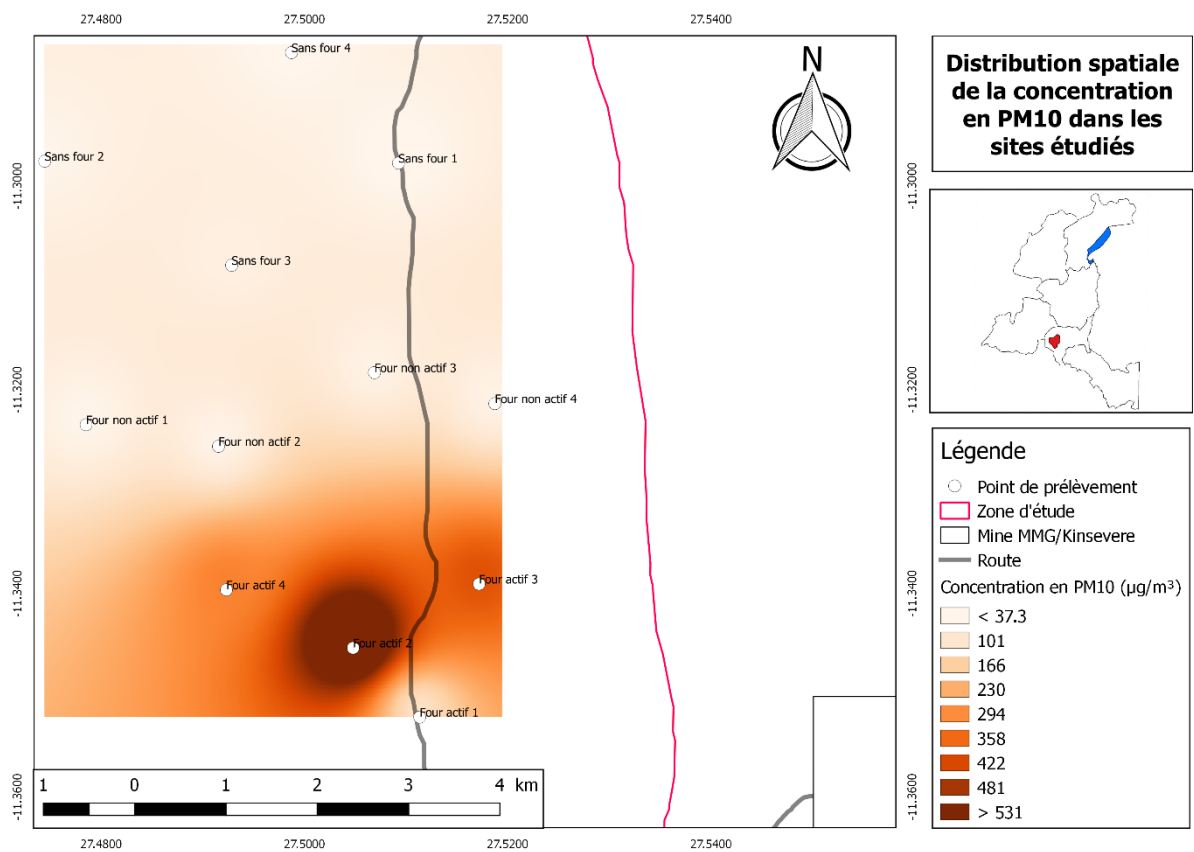 27.4800 27.5000 27.5200 27.5400
Sans four 4
Sans four 2
Sans four 1
-11.3000
-11.3000
Sans four 3
Four non actif 3
-11.3200
-11.3200
Four non actif 4
Four non actif 1
Four non actif 2
Four actif 4
Four actif 3
-11.3400
-11.3400
Four actif 2
Four actif 1
-11.3600
-11.3600
1 0 1 2 3 4 km
27.4800 27.5000 27.5200 27.5400
N
Distribution spatiale
de la concentration
en PM10 dans les
sites étudiés
Légende
Point de prélèvement
Zone d'étude
Mine MMG/Kinsevere
Route
Concentration en PM10 (µg/m³)
< 37.3
101
166
230
294
358
422
481
> 531